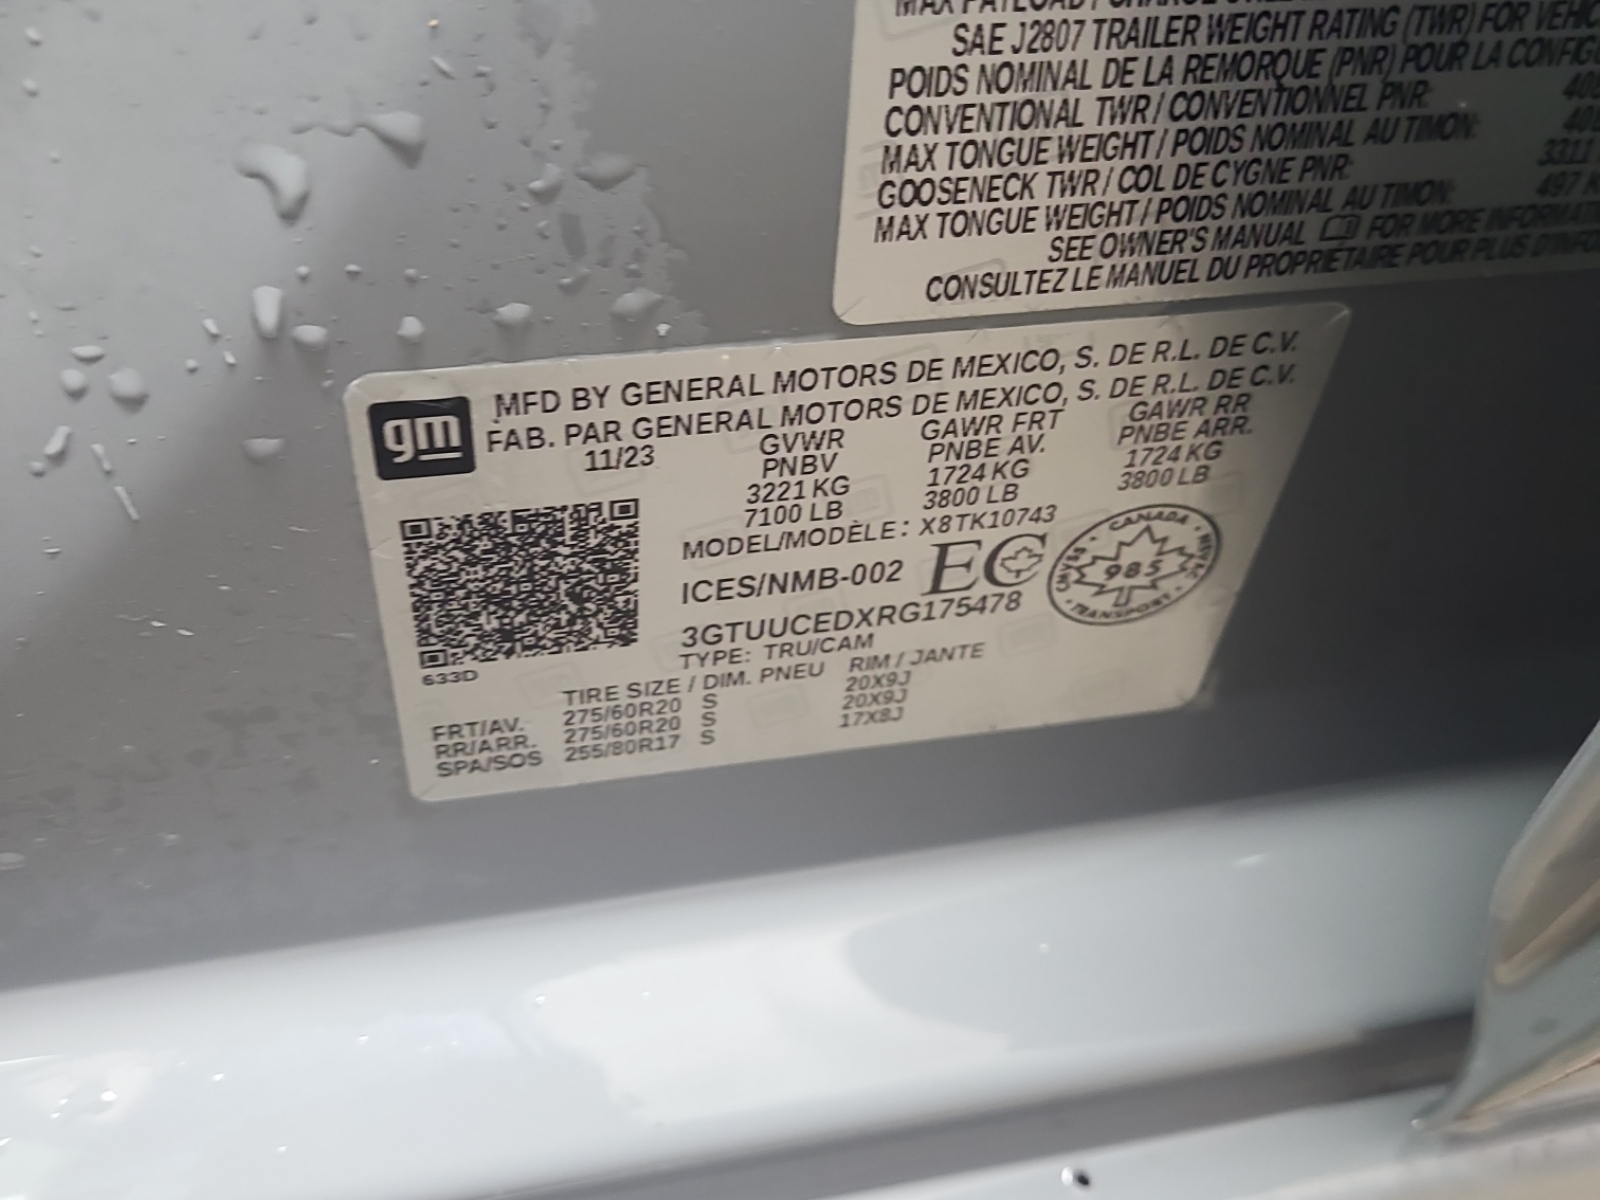 SAE J2807 TRAILER WEIGHT RATING (TWR) FOR
POIDS NOMINAL DE LA REMORQUE (PNR) POUR LA
CONVENTIONAL TWR / CONVENTIONNEL PNR:
MAX TONGUE WEIGHT / POIDS NOMINAL AU TIMON:
GOOSENECK TWR / COL DE CYGNE PNR: 3311
MAX TONGUE WEIGHT / POIDS NOMINAL AU TIMON: 497
SEE OWNER'S MANUAL FOR MORE
CONSULTEZ LE MANUEL DU PROPRIETAIRE POUR PLUS
gm
MFD BY GENERAL MOTORS DE MEXICO, S. DE R.L. DE C.V.
FAB. PAR GENERAL MOTORS DE MEXICO, S. DE R.L. DE C.V.
11/23 GVWR GAWR FRT GAWR RR
PNBV PNBE AV. PNBE ARR.
3221 KG 1724 KG 1724 KG
7100 LB 3800 LB 3800 LB
MODEL/MODÈLE: X8TK10743
ICES/NMB-002 EC
CANADA
CMVSS 985 NSVAC
TRANSPORT
3GTUUCEDXRG175478
TYPE: TRU/CAM
633D
TIRE SIZE / DIM. PNEU RIM / JANTE
FRT/AV. 275/60R20 S 20X9J
RR/ARR. 275/60R20 S 20X9J
SPA/SOS 255/80R17 S 17X8J